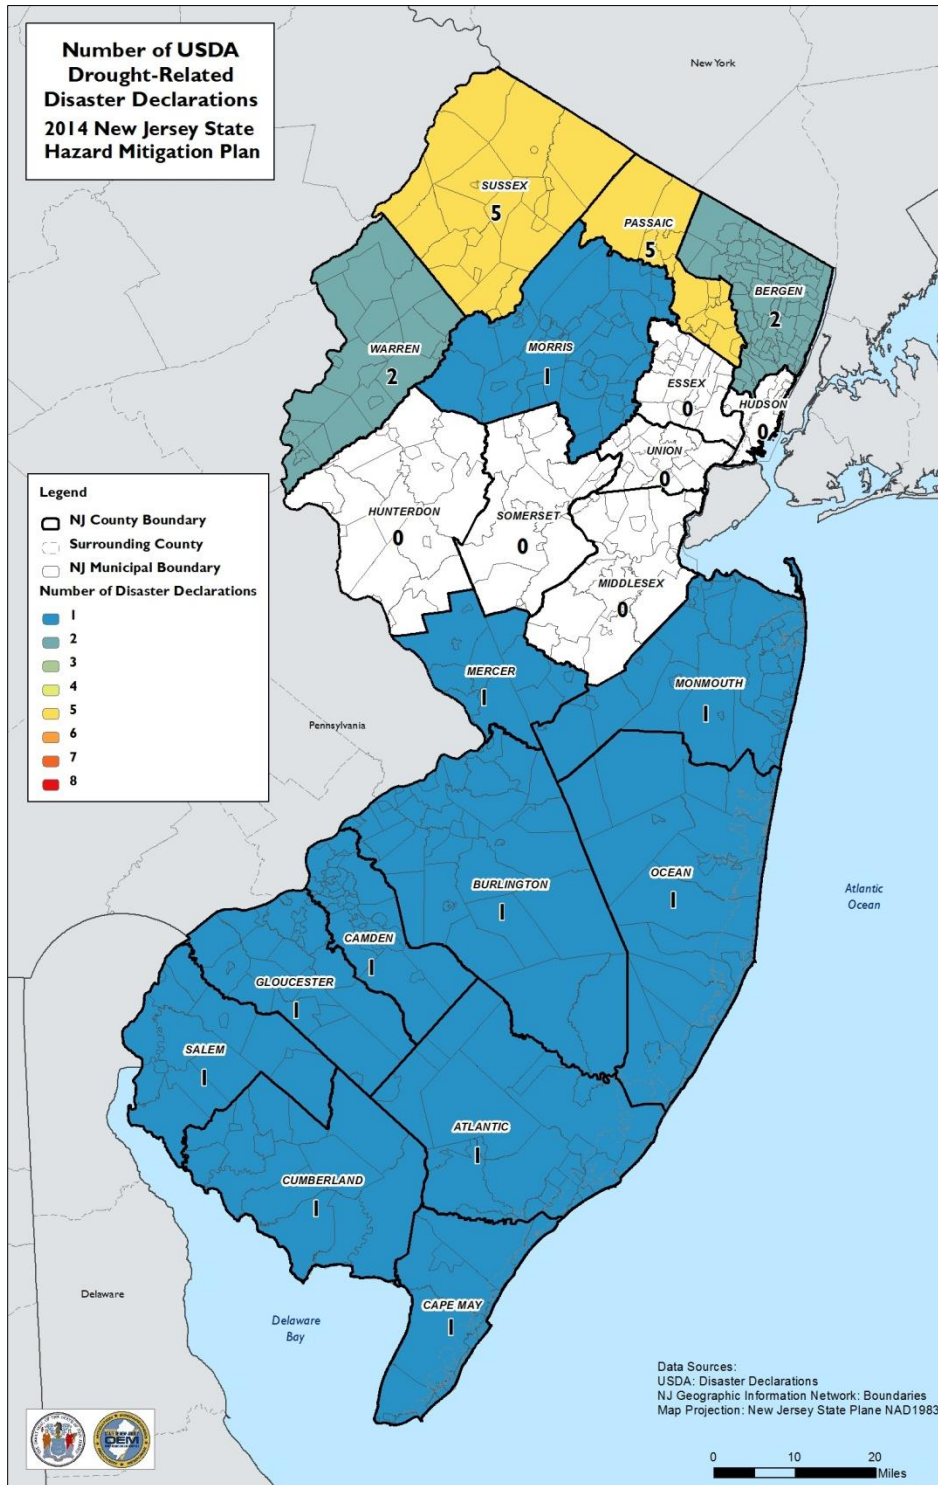 Number of USDA
Drought-Related
Disaster Declarations
2014 New Jersey State
Hazard Mitigation Plan
New York
SUSSEX
5
PASSAIC
5
BERGEN
2
WARREN
2
MORRIS
1
ESSEX
0
HUDSON
0
UNION
0
HUNTERDON
0
SOMERSET
0
MIDDLESEX
0
Legend
NJ County Boundary
Surrounding County
NJ Municipal Boundary
Number of Disaster Declarations
1
2
3
4
5
6
7
8
MERCER
1
MONMOUTH
1
Pennsylvania
BURLINGTON
1
OCEAN
1
Atlantic
Ocean
CAMDEN
1
GLOUCESTER
1
SALEM
1
ATLANTIC
1
CUMBERLAND
1
CAPE MAY
1
Delaware
Delaware
Bay
Data Sources:
USDA: Disaster Declarations
NJ Geographic Information Network: Boundaries
Map Projection: New Jersey State Plane NAD1983
OEM
0 10 20
Miles